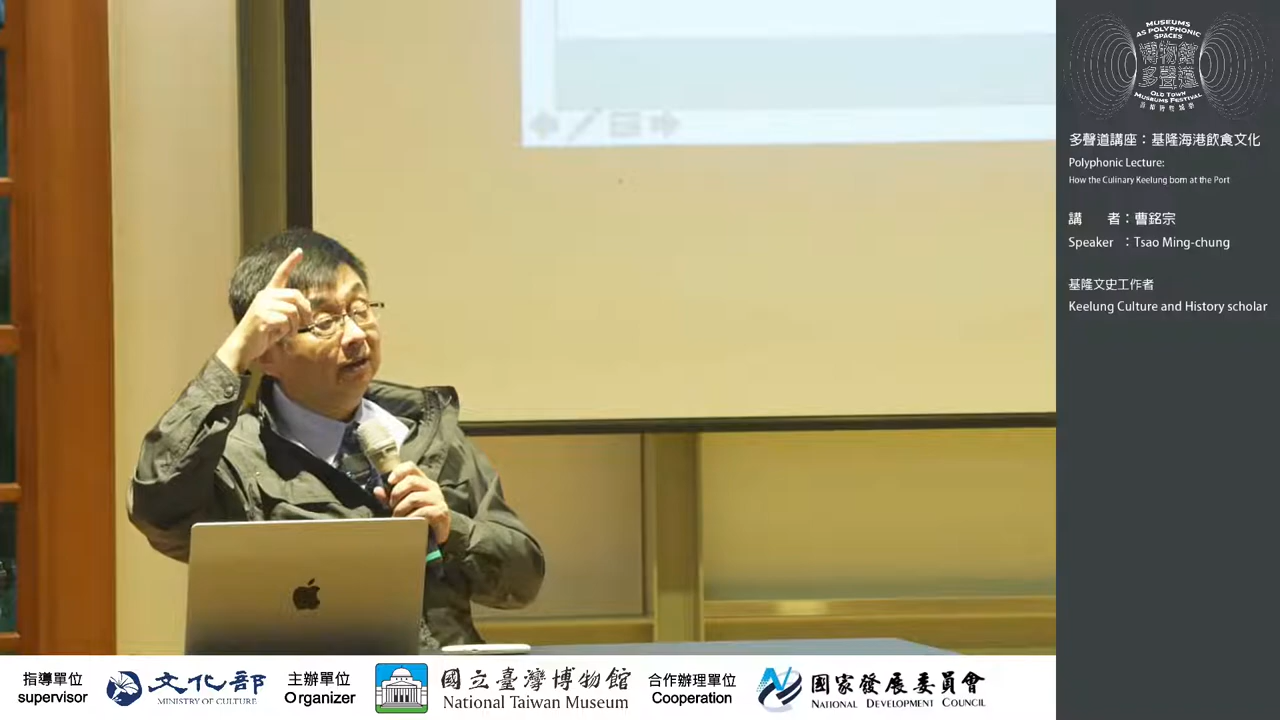 MUSEUMS
AS POLYPHONIC
SPACES
博物館
多聲道
OLD TOWN
MUSEUMS FESTIVAL
多聲道講座：基隆海港飲食文化
Polyphonic Lecture:
How the Culinary Keelung born at the Port
講　　者：曹銘宗
Speaker ：Tsao Ming-chung
基隆文史工作者
Keelung Culture and History scholar
指導單位
supervisor
文化部
MINISTRY OF CULTURE
主辦單位
Organizer
國立臺灣博物館
National Taiwan Museum
合作辦理單位
Cooperation
國家發展委員會
NATIONAL DEVELOPMENT COUNCIL